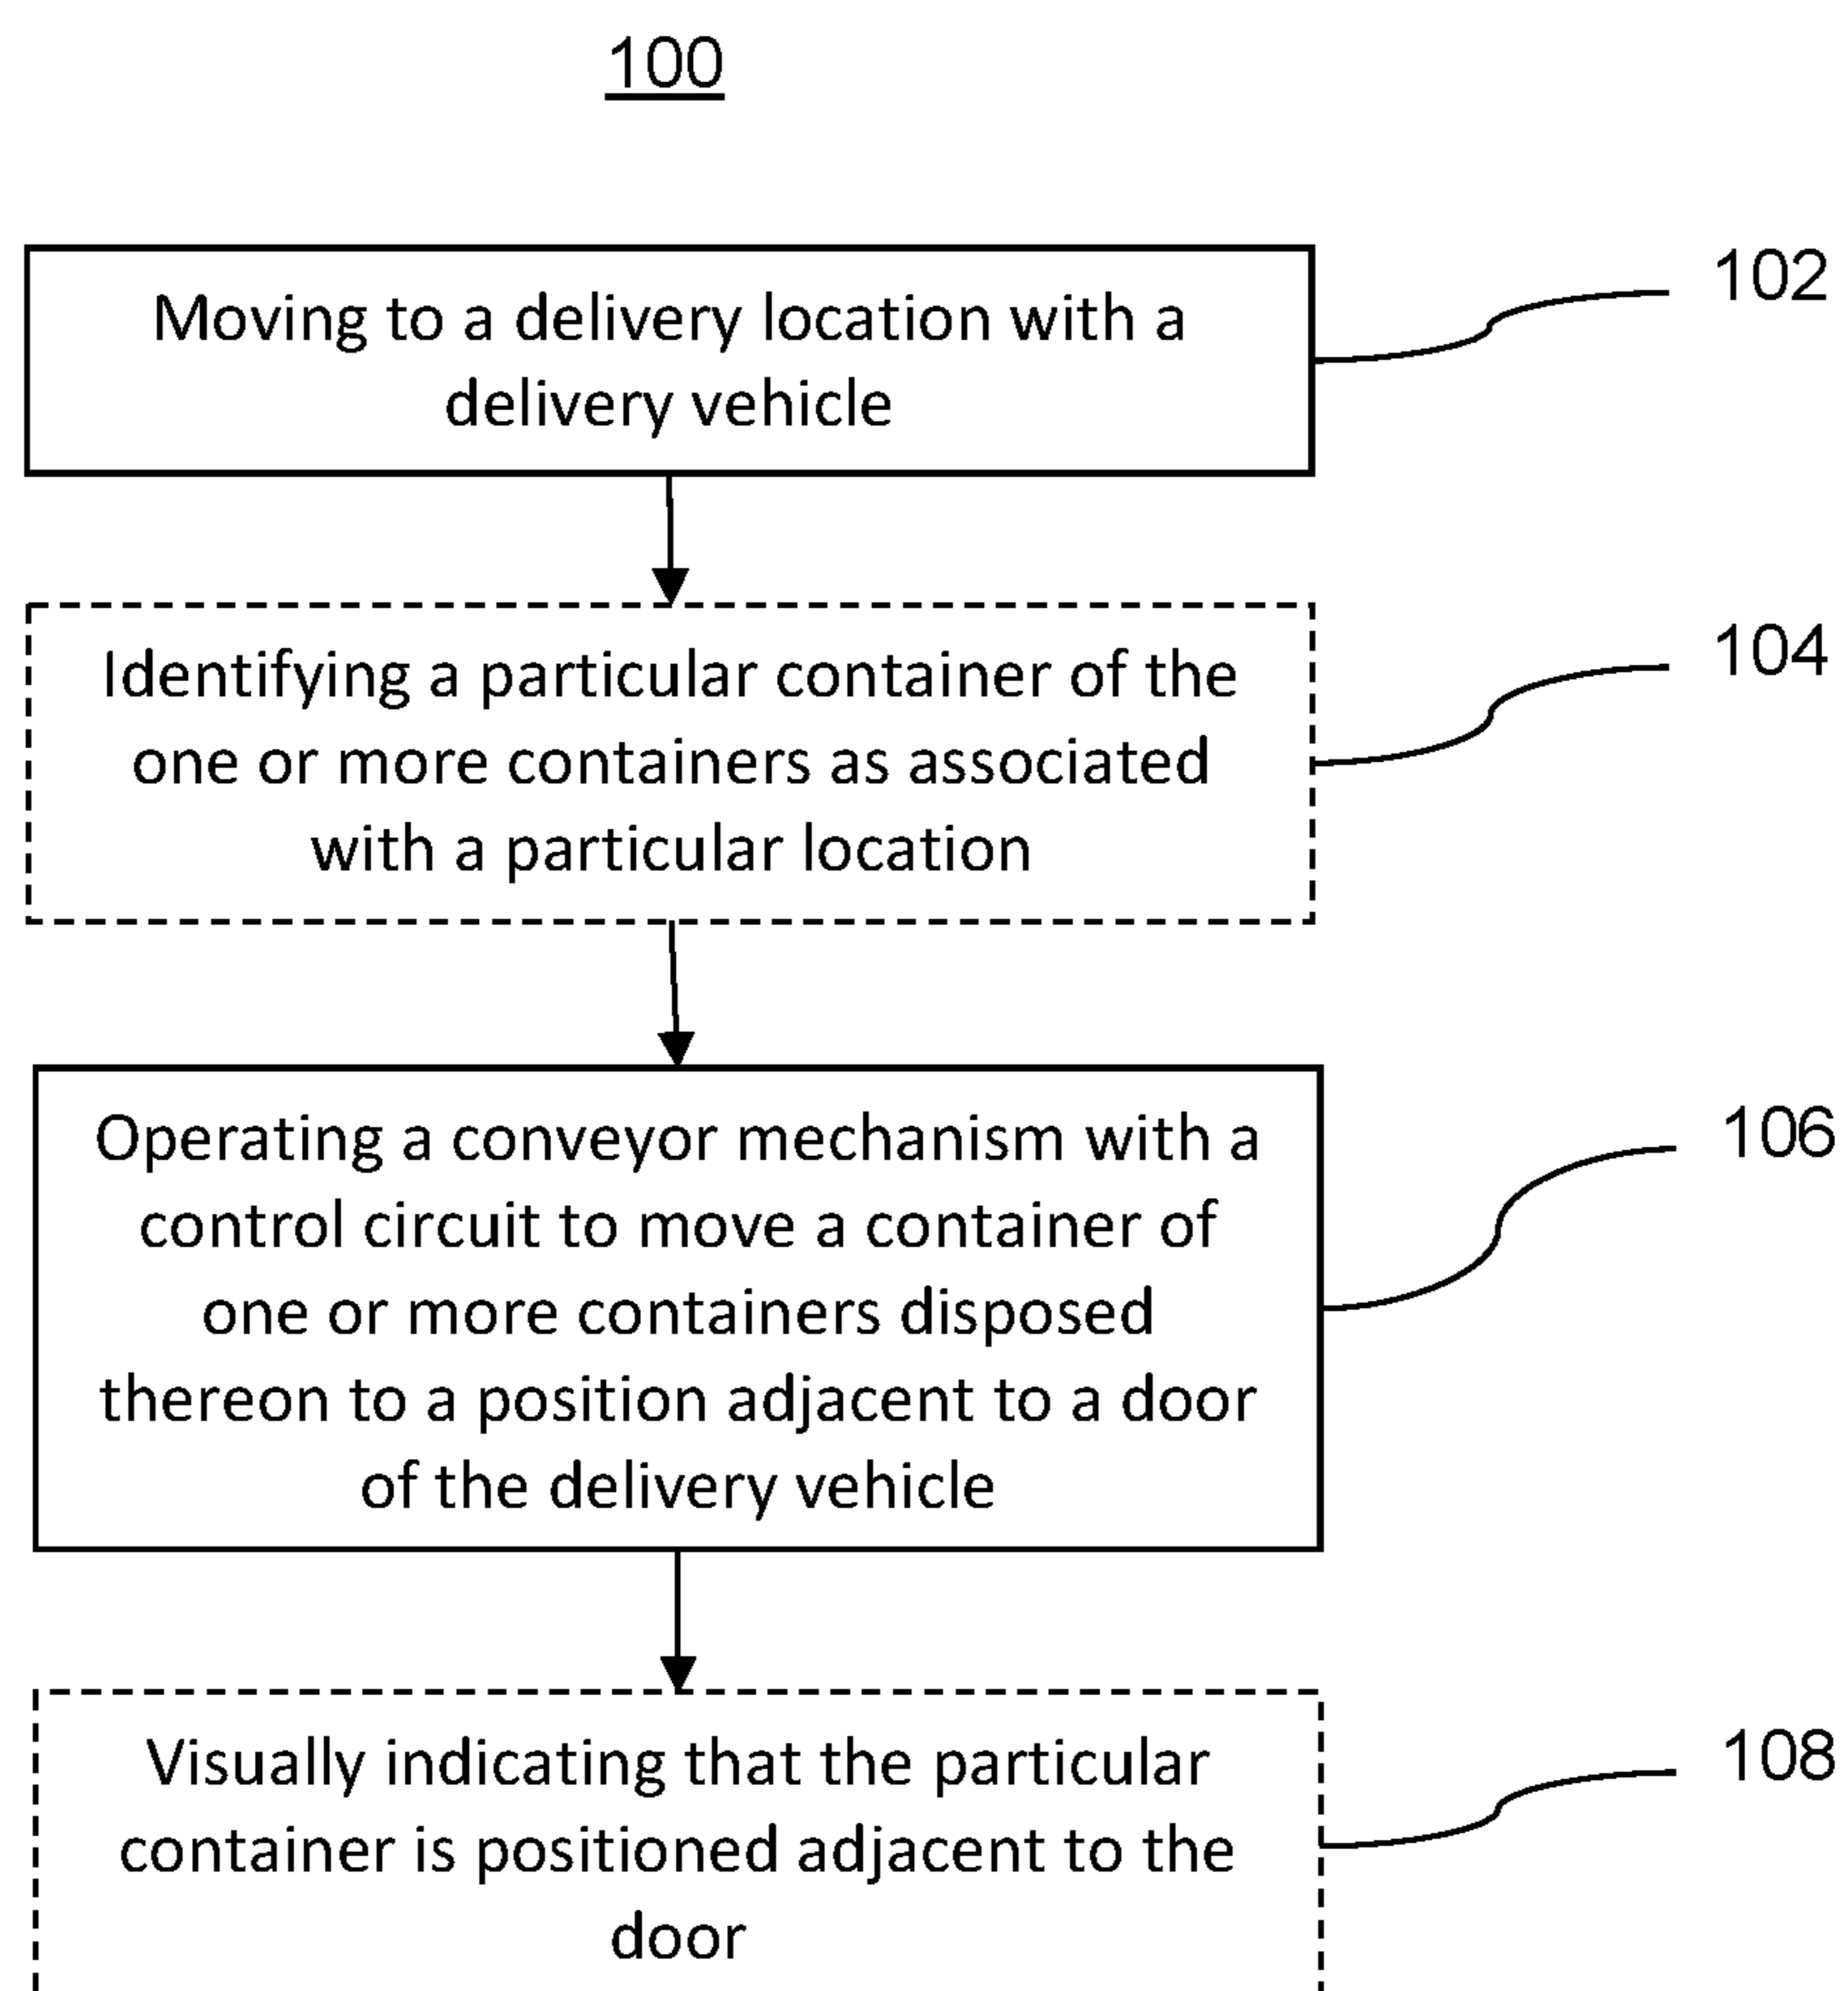 100
Moving to a delivery location with a
delivery vehicle
102
Identifying a particular container of the
one or more containers as associated
with a particular location
104
Operating a conveyor mechanism with a
control circuit to move a container of
one or more containers disposed
thereon to a position adjacent to a door
of the delivery vehicle
106
Visually indicating that the particular
container is positioned adjacent to the
door
108